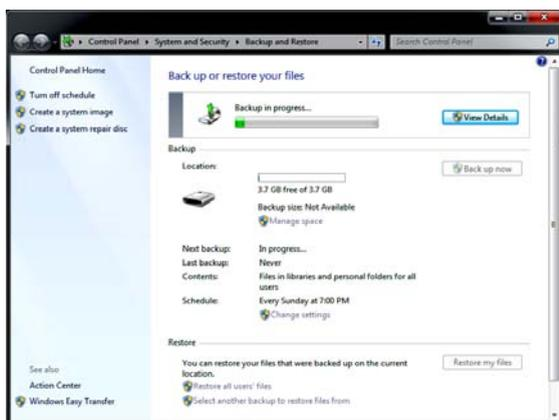 Control Panel ▸ System and Security ▸ Backup and Restore
Search Control Panel
Control Panel Home
Turn off schedule
Create a system image
Create a system repair disc
Back up or restore your files
Backup in progress...
View Details
Backup
Location:
3.7 GB free of 3.7 GB
Backup size: Not Available
Manage space
Back up now
Next backup: In progress...
Last backup: Never
Contents: Files in libraries and personal folders for all
users
Schedule: Every Sunday at 7:00 PM
Change settings
Restore
You can restore your files that were backed up on the current
location.
Restore my files
Restore all users' files
Select another backup to restore files from
See also
Action Center
Windows Easy Transfer